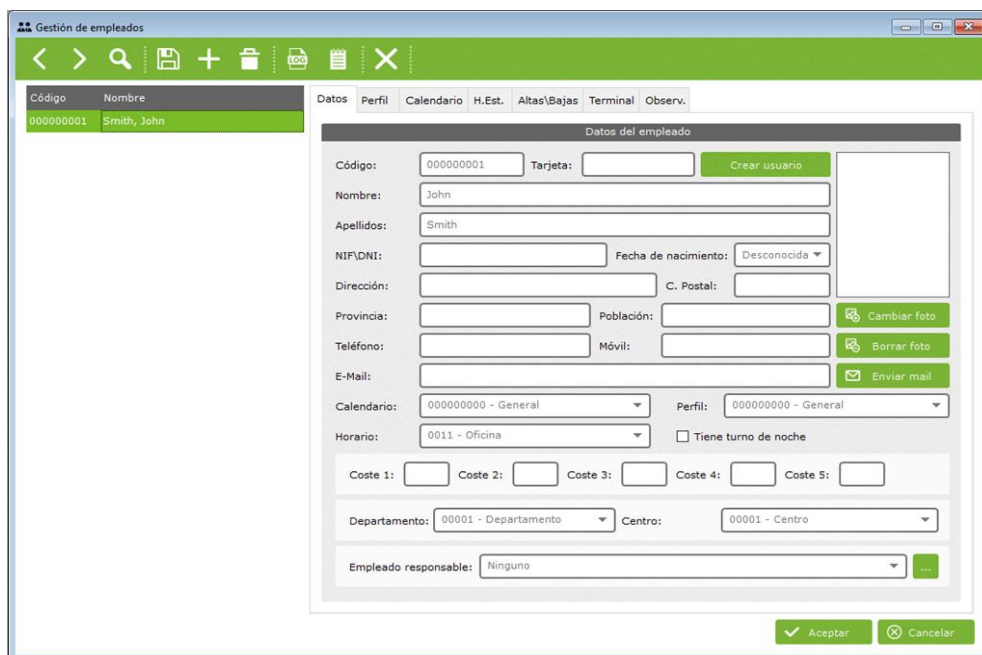 Gestión de empleados
LOG
Código Nombre
000000001 Smith, John
Datos Perfil Calendario H.Est. Altas\Bajas Terminal Observ.
Datos del empleado
Código: 000000001 Tarjeta: Crear usuario
Nombre: John
Apellidos: Smith
NIF\DNI: Fecha de nacimiento: Desconocida
Dirección: C. Postal:
Provincia: Población: Cambiar foto
Teléfono: Móvil: Borrar foto
E-Mail: Enviar mail
Calendario: 000000000 - General Perfil: 000000000 - General
Horario: 0011 - Oficina Tiene turno de noche
Coste 1: Coste 2: Coste 3: Coste 4: Coste 5:
Departamento: 00001 - Departamento Centro: 00001 - Centro
Empleado responsable: Ninguno ...
Aceptar Cancelar